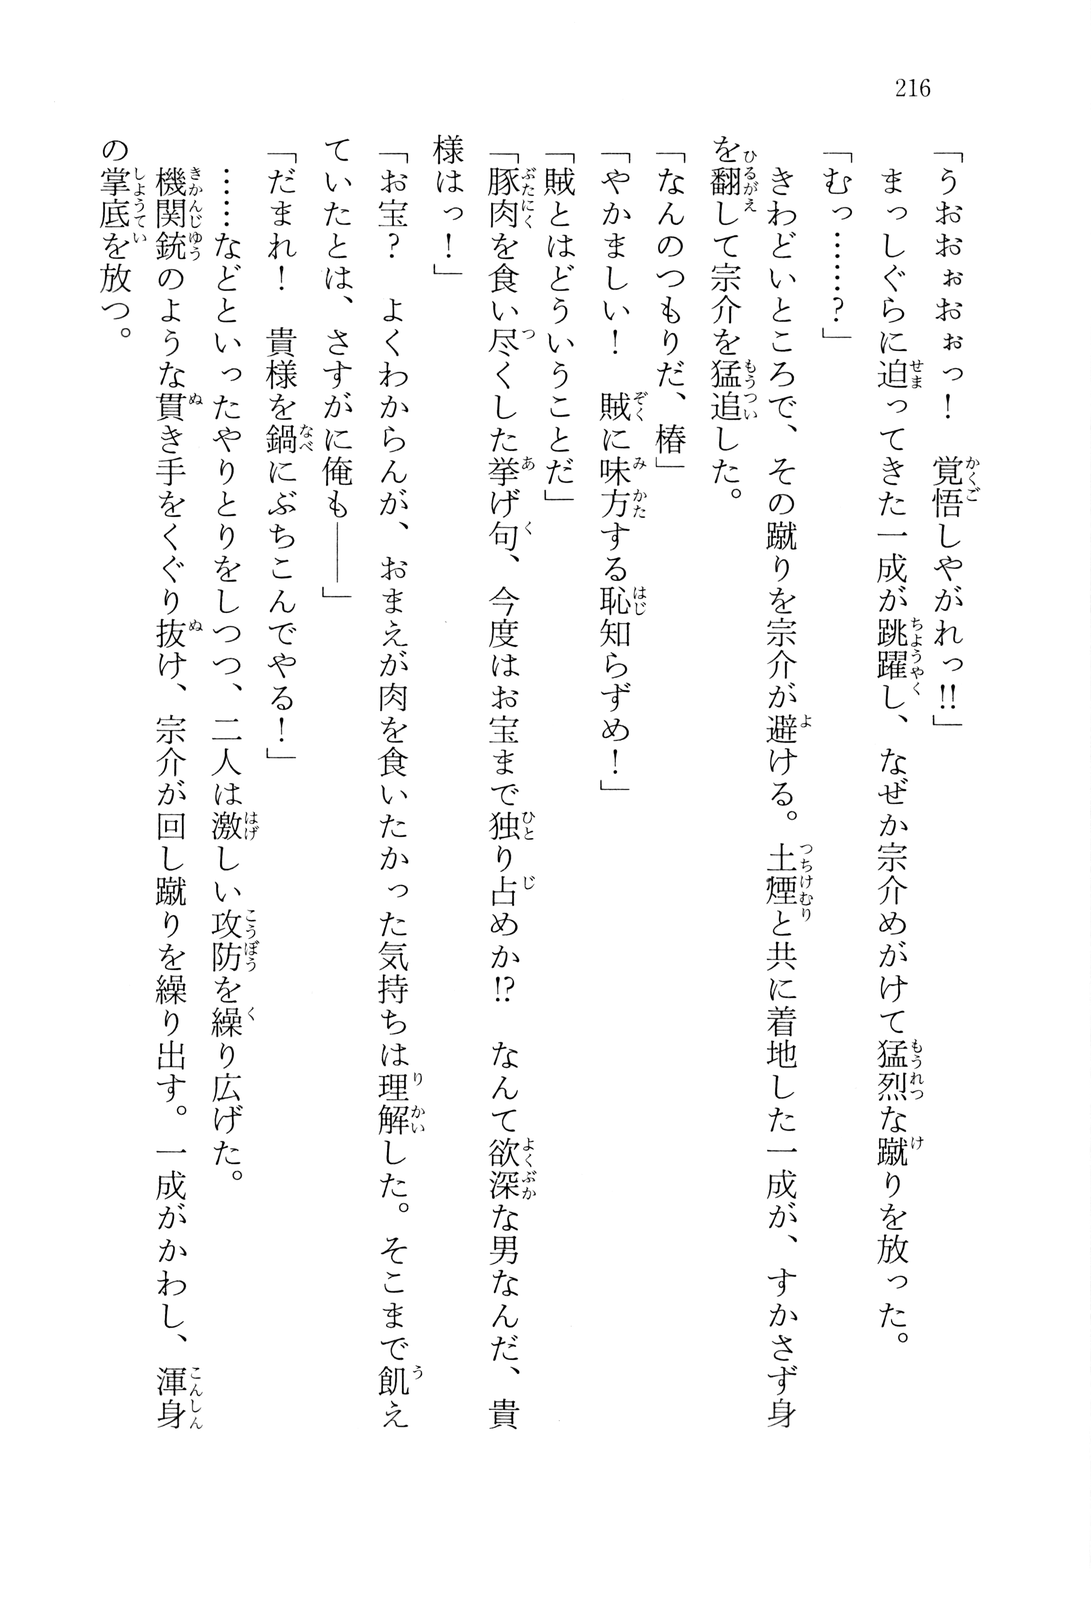 216
「うおおぉおぉっ！　覚悟しやがれっ!!」
　まっしぐらに迫ってきた一成が跳躍し、なぜか宗介めがけて猛烈な蹴りを放った。
「むっ……？」
　きわどいところで、その蹴りを宗介が避ける。土煙と共に着地した一成が、すかさず身
を翻して宗介を猛追した。
「なんのつもりだ、椿」
「やかましい！　賊に味方する恥知らずめ！」
「賊とはどういうことだ」
「豚肉を食い尽くした挙げ句、今度はお宝まで独り占めか!?　なんて欲深な男なんだ、貴
様はっ！」
「お宝？　よくわからんが、おまえが肉を食いたかった気持ちは理解した。そこまで飢え
ていたとは、さすがに俺も――」
「だまれ！　貴様を鍋にぶちこんでやる！」
　……などといったやりとりをしつつ、二人は激しい攻防を繰り広げた。
　機関銃のような貫き手をくぐり抜け、宗介が回し蹴りを繰り出す。一成がかわし、渾身
の掌底を放つ。